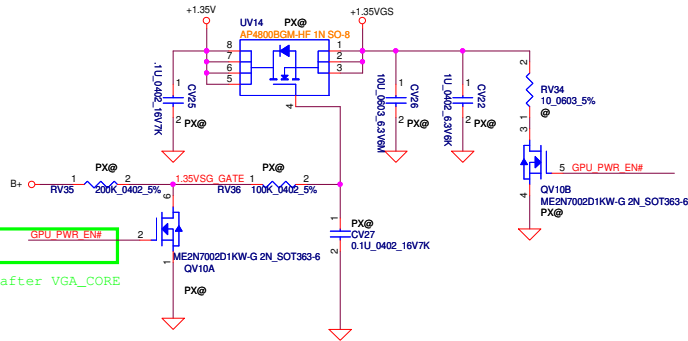 +1.35V
+1.35VGS
UV14 PX@
AP4800BGM-HF 1N SO-8
8
7
6
5
1
2
3
4
.1U_0402_16V7K
1
CV25
2
PX@
10U_0603_6.3V6M
1
CV26
2
PX@
1U_0402_6.3V6K
1
CV22
2
PX@
2
RV34
10_0603_5%
1
@
3
5 GPU_PWR_EN#
4
QV10B
ME2N7002D1KW-G 2N_SOT363-6
PX@
B+
1
PX@
2
RV35
200K_0402_5%
1.35VSG_GATE
PX@
1
2
RV36
100K_0402_5%
6
GPU_PWR_EN#
2
1
ME2N7002D1KW-G 2N_SOT363-6
QV10A
PX@
1
PX@
CV27
0.1U_0402_16V7K
2
after VGA_CORE